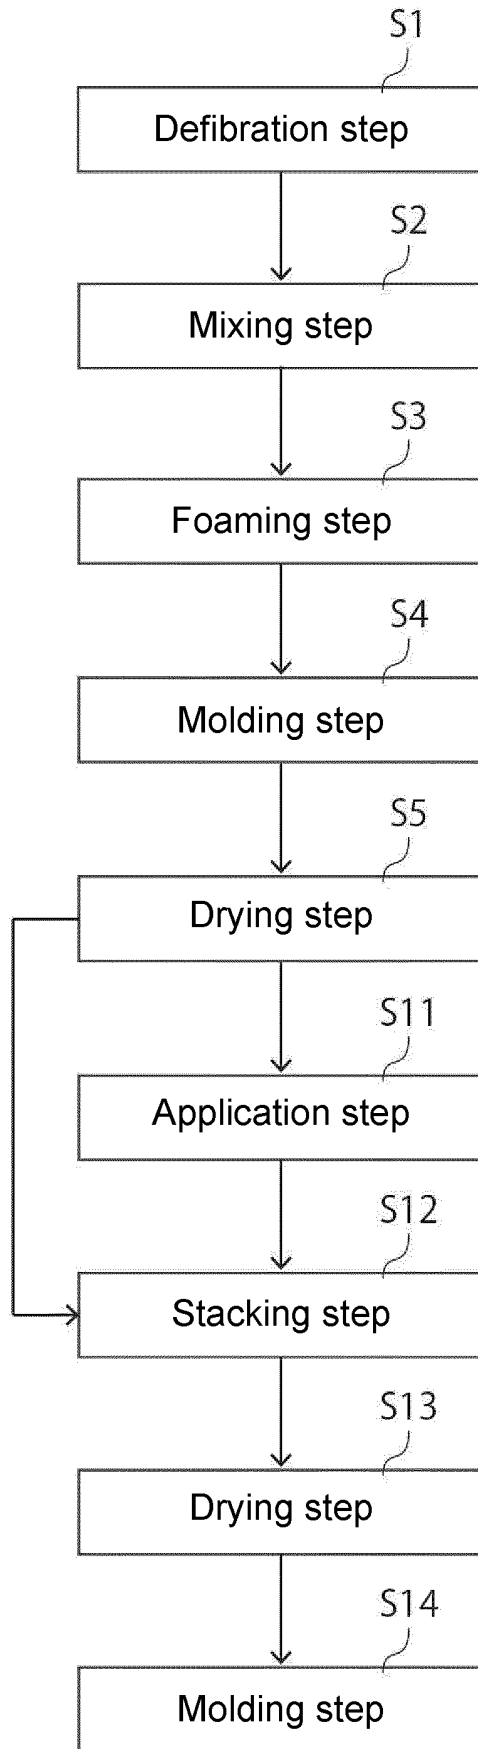 S1
Defibration step
S2
Mixing step
S3
Foaming step
S4
Molding step
S5
Drying step
S11
Application step
S12
Stacking step
S13
Drying step
S14
Molding step